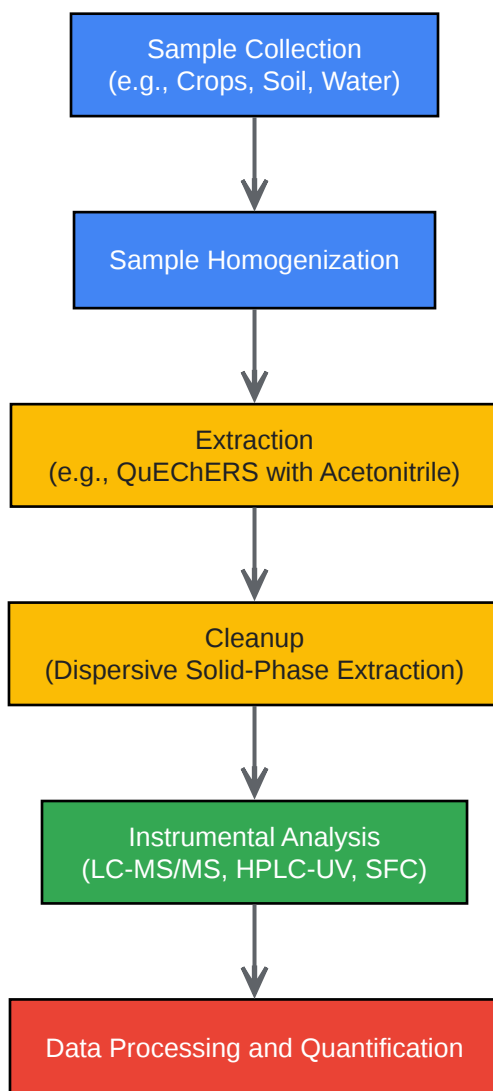 Sample Collection
(e.g., Crops, Soil, Water)
Sample Homogenization
Extraction
(e.g., QuEChERS with Acetonitrile)
Cleanup
(Dispersive Solid-Phase Extraction)
Instrumental Analysis
(LC-MS/MS, HPLC-UV, SFC)
Data Processing and Quantification